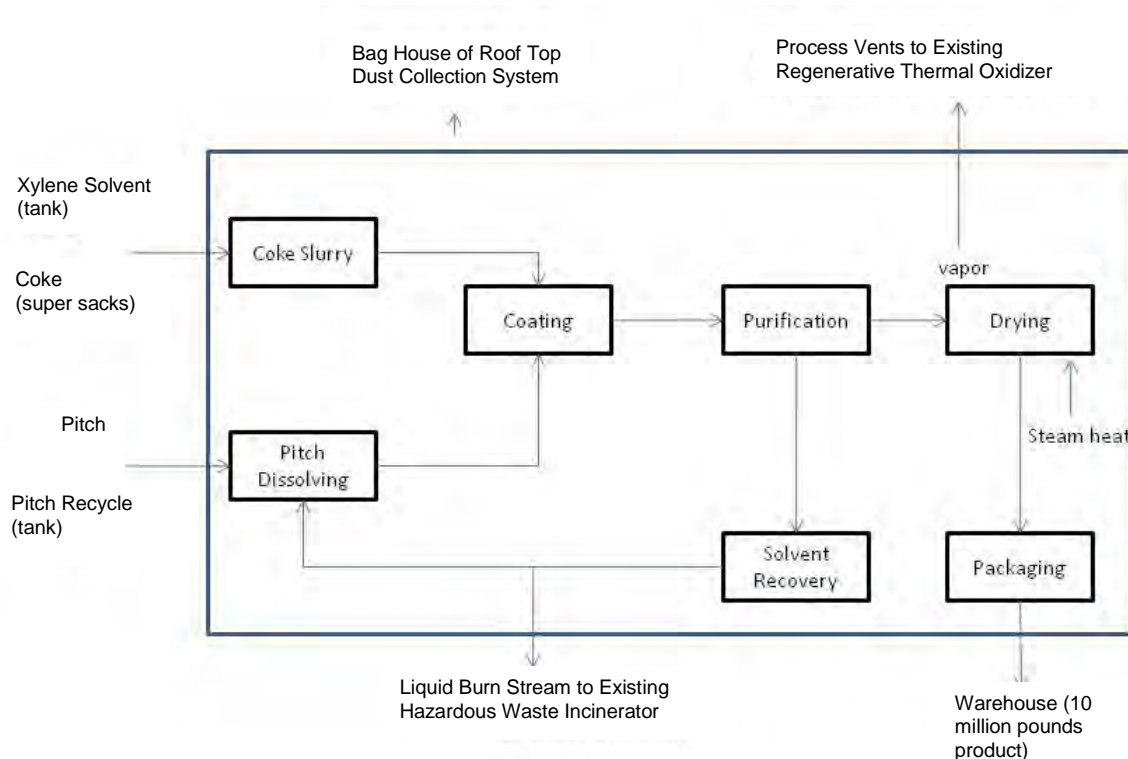 Bag House of Roof Top
Dust Collection System
Process Vents to Existing
Regenerative Thermal Oxidizer
Xylene Solvent
(tank)
Coke Slurry
Coke
(super sacks)
vapor
Coating
Purification
Drying
Pitch
Steam heat
Pitch
Dissolving
Pitch Recycle
(tank)
Solvent
Recovery
Packaging
Liquid Burn Stream to Existing
Hazardous Waste Incinerator
Warehouse (10
million pounds
product)